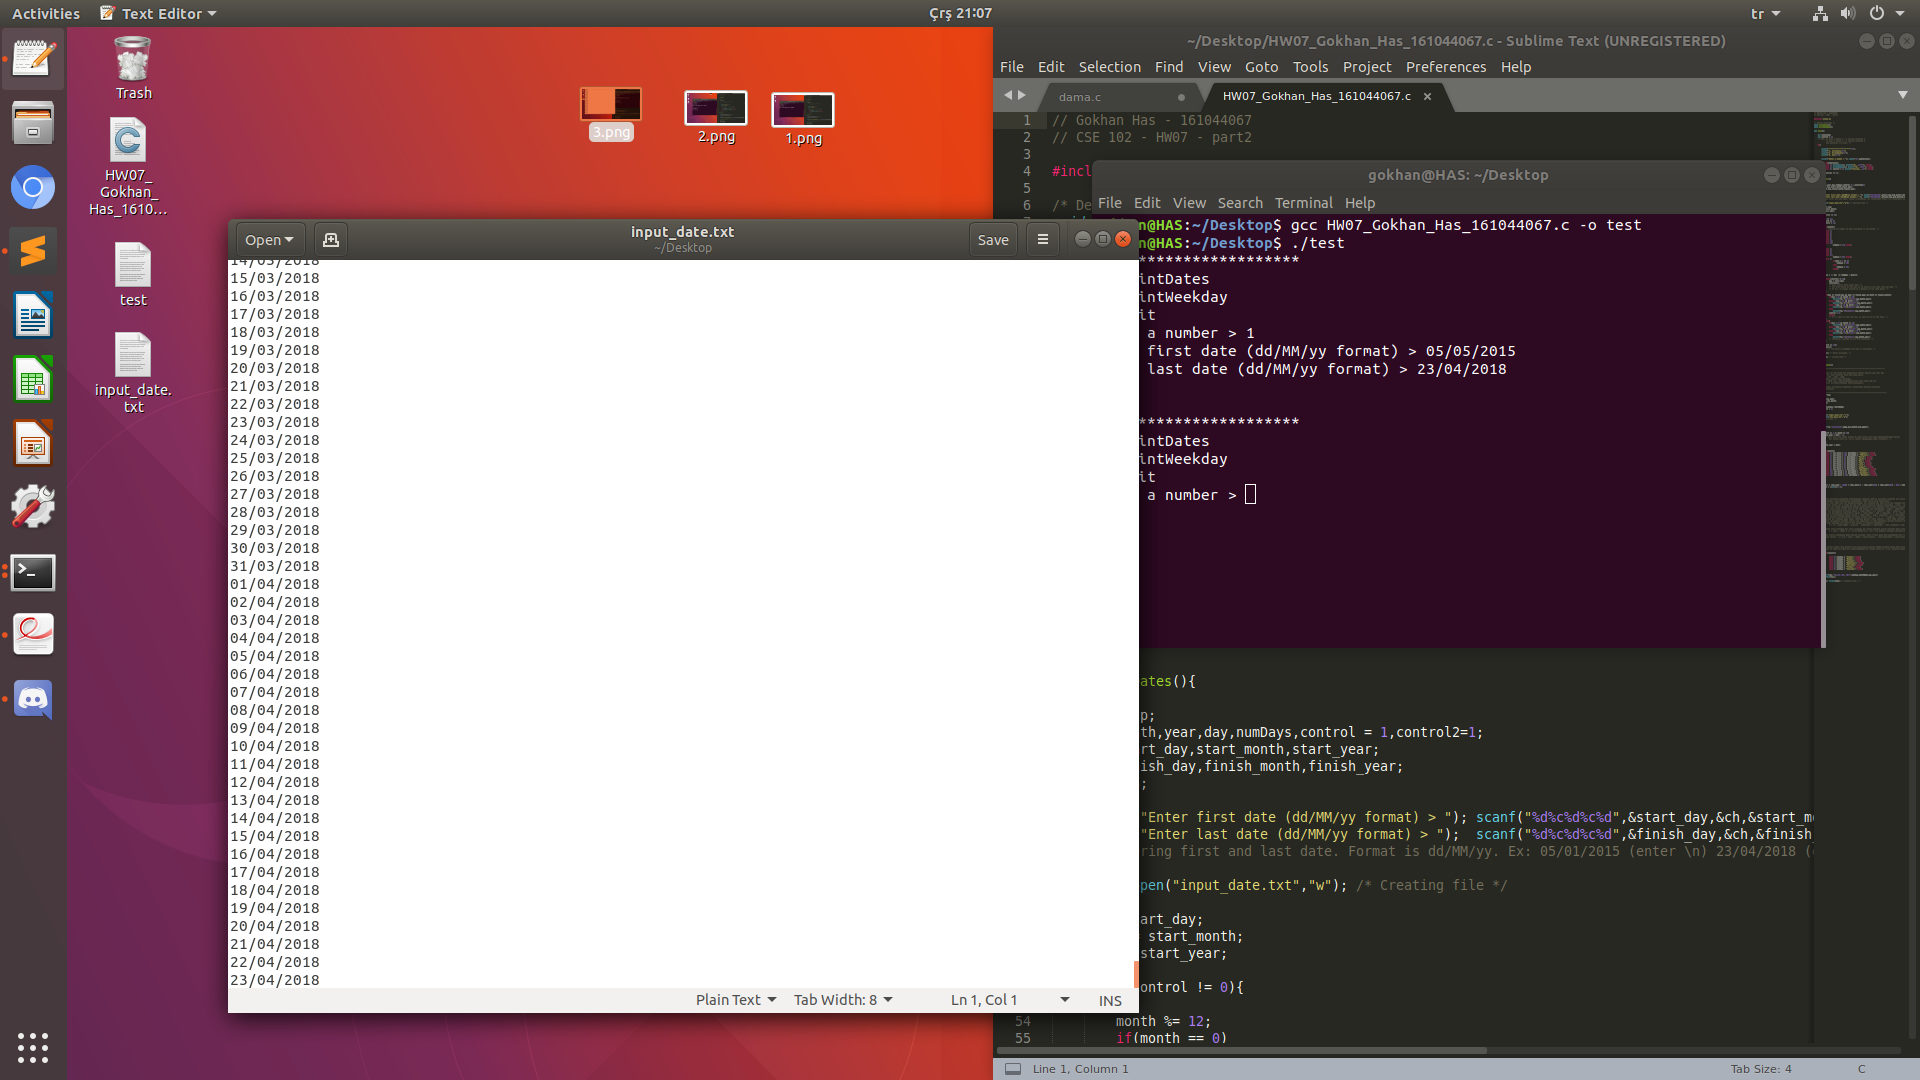 Activities
Text Editor
Çrş 21:07
tr
Trash
HW07_
Gokhan_
Has_1610...
test
input_date.
txt
3.png
2.png
1.png
~/Desktop/HW07_Gokhan_Has_161044067.c - Sublime Text (UNREGISTERED)
File Edit Selection Find View Goto Tools Project Preferences Help
dama.c
HW07_Gokhan_Has_161044067.c
1 // Gokhan Has - 161044067
2 // CSE 102 - HW07 - part2
3
4 #incl
5
6 /* De
gokhan@HAS: ~/Desktop
File Edit View Search Terminal Help
n@HAS:~/Desktop$ gcc HW07_Gokhan_Has_161044067.c -o test
n@HAS:~/Desktop$ ./test
******************
intDates
intWeekday
it
a number > 1
first date (dd/MM/yy format) > 05/05/2015
last date (dd/MM/yy format) > 23/04/2018
******************
intDates
intWeekday
it
a number >
Open
input_date.txt
~/Desktop
Save
14/03/2018
15/03/2018
16/03/2018
17/03/2018
18/03/2018
19/03/2018
20/03/2018
21/03/2018
22/03/2018
23/03/2018
24/03/2018
25/03/2018
26/03/2018
27/03/2018
28/03/2018
29/03/2018
30/03/2018
31/03/2018
01/04/2018
02/04/2018
03/04/2018
04/04/2018
05/04/2018
06/04/2018
07/04/2018
08/04/2018
09/04/2018
10/04/2018
11/04/2018
12/04/2018
13/04/2018
14/04/2018
15/04/2018
16/04/2018
17/04/2018
18/04/2018
19/04/2018
20/04/2018
21/04/2018
22/04/2018
23/04/2018
Plain Text
Tab Width: 8
Ln 1, Col 1
INS
ates(){
p;
th,year,day,numDays,control = 1,control2=1;
rt_day,start_month,start_year;
ish_day,finish_month,finish_year;
;
"Enter first date (dd/MM/yy format) > "); scanf("%d%c%d%c%d",&start_day,&ch,&start_m
"Enter last date (dd/MM/yy format) > "); scanf("%d%c%d%c%d",&finish_day,&ch,&finish_
ring first and last date. Format is dd/MM/yy. Ex: 05/01/2015 (enter \n) 23/04/2018 (
pen("input_date.txt","w"); /* Creating file */
art_day;
start_month;
start_year;
ontrol != 0){
54 month %= 12;
55 if(month == 0)
Line 1, Column 1
Tab Size: 4
C